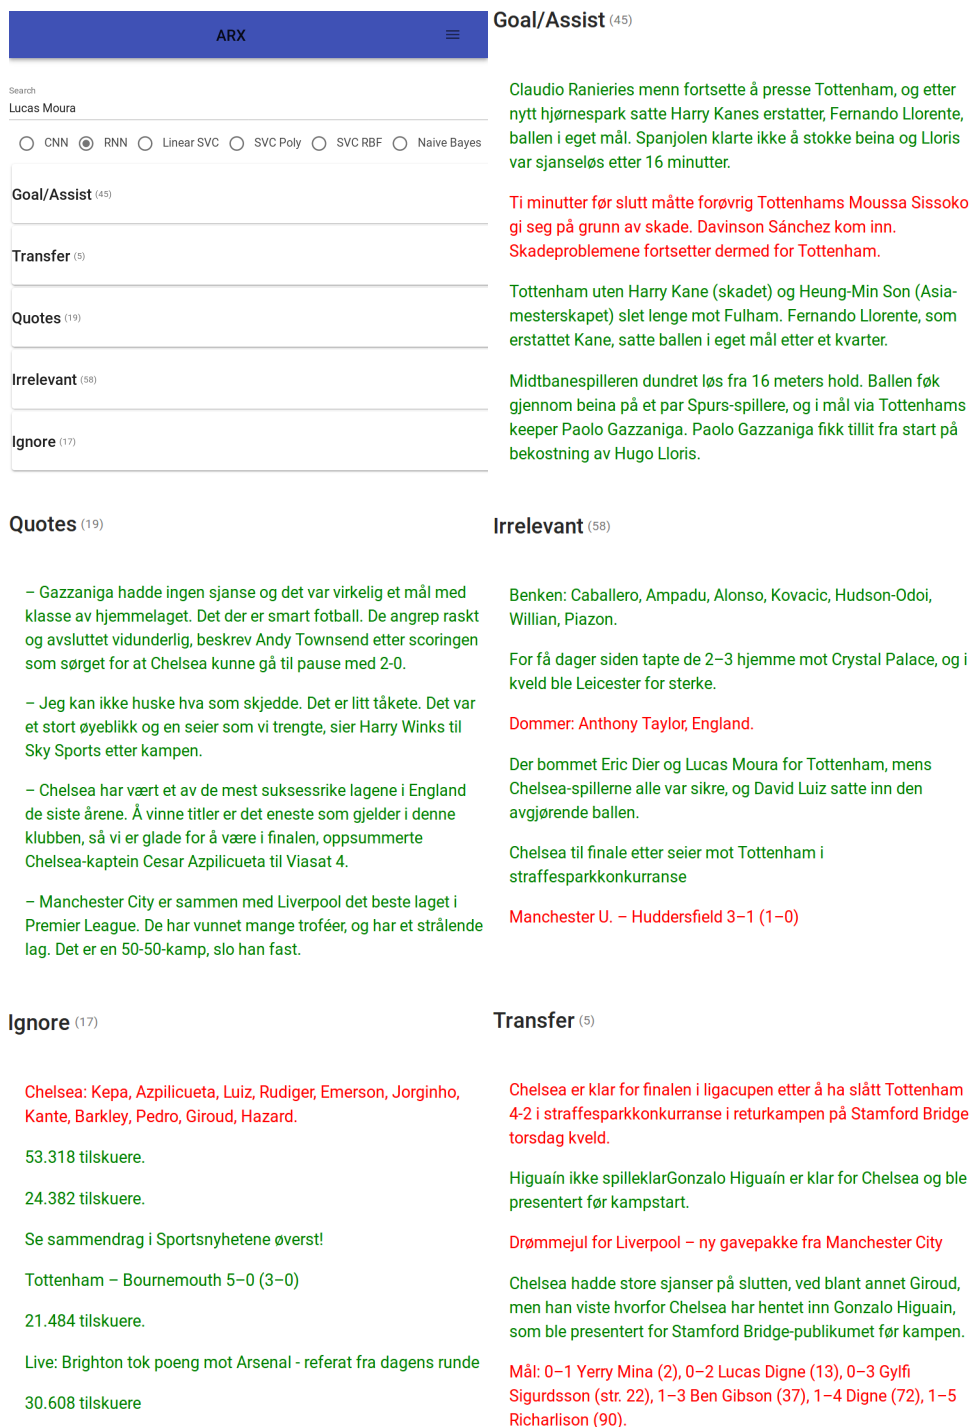 ARX
Search
Lucas Moura
CNN RNN Linear SVC SVC Poly SVC RBF Naive Bayes
Goal/Assist (45)
Transfer (5)
Quotes (19)
Irrelevant (58)
Ignore (17)
Goal/Assist (45)
Claudio Ranieries menn fortsette å presse Tottenham, og etter
nytt hjørnespark satte Harry Kanes erstatter, Fernando Llorente,
ballen i eget mål. Spanjolen klarte ikke å stokke beina og Lloris
var sjanseløs etter 16 minutter.
Ti minutter før slutt måtte forøvrig Tottenhams Moussa Sissoko
gi seg på grunn av skade. Davinson Sánchez kom inn.
Skadeproblemene fortsetter dermed for Tottenham.
Tottenham uten Harry Kane (skadet) og Heung-Min Son (Asia-
mesterskapet) slet lenge mot Fulham. Fernando Llorente, som
erstattet Kane, satte ballen i eget mål etter et kvarter.
Midtbanespilleren dundret løs fra 16 meters hold. Ballen føk
gjennom beina på et par Spurs-spillere, og i mål via Tottenhams
keeper Paolo Gazzaniga. Paolo Gazzaniga fikk tillit fra start på
bekostning av Hugo Lloris.
Quotes (19)
– Gazzaniga hadde ingen sjanse og det var virkelig et mål med
klasse av hjemmelaget. Det der er smart fotball. De angrep raskt
og avsluttet vidunderlig, beskrev Andy Townsend etter scoringen
som sørget for at Chelsea kunne gå til pause med 2-0.
– Jeg kan ikke huske hva som skjedde. Det er litt tåkete. Det var
et stort øyeblikk og en seier som vi trengte, sier Harry Winks til
Sky Sports etter kampen.
– Chelsea har vært et av de mest suksessrike lagene i England
de siste årene. Å vinne titler er det eneste som gjelder i denne
klubben, så vi er glade for å være i finalen, oppsummerte
Chelsea-kaptein Cesar Azpilicueta til Viasat 4.
– Manchester City er sammen med Liverpool det beste laget i
Premier League. De har vunnet mange troféer, og har et strålende
lag. Det er en 50-50-kamp, slo han fast.
Irrelevant (58)
Benken: Caballero, Ampadu, Alonso, Kovacic, Hudson-Odoi,
Willian, Piazon.
For få dager siden tapte de 2–3 hjemme mot Crystal Palace, og i
kveld ble Leicester for sterke.
Dommer: Anthony Taylor, England.
Der bommet Eric Dier og Lucas Moura for Tottenham, mens
Chelsea-spillerne alle var sikre, og David Luiz satte inn den
avgjørende ballen.
Chelsea til finale etter seier mot Tottenham i
straffesparkkonkurranse
Manchester U. – Huddersfield 3–1 (1–0)
Ignore (17)
Chelsea: Kepa, Azpilicueta, Luiz, Rudiger, Emerson, Jorginho,
Kante, Barkley, Pedro, Giroud, Hazard.
53.318 tilskuere.
24.382 tilskuere.
Se sammendrag i Sportsnyhetene øverst!
Tottenham – Bournemouth 5–0 (3–0)
21.484 tilskuere.
Live: Brighton tok poeng mot Arsenal - referat fra dagens runde
30.608 tilskuere
Transfer (5)
Chelsea er klar for finalen i ligacupen etter å ha slått Tottenham
4-2 i straffesparkkonkurranse i returkampen på Stamford Bridge
torsdag kveld.
Higuaín ikke spilleklarGonzalo Higuaín er klar for Chelsea og ble
presentert før kampstart.
Drømmejul for Liverpool – ny gavepakke fra Manchester City
Chelsea hadde store sjanser på slutten, ved blant annet Giroud,
men han viste hvorfor Chelsea har hentet inn Gonzalo Higuain,
som ble presentert for Stamford Bridge-publikumet før kampen.
Mål: 0–1 Yerry Mina (2), 0–2 Lucas Digne (13), 0–3 Gylfi
Sigurdsson (str. 22), 1–3 Ben Gibson (37), 1–4 Digne (72), 1–5
Richarlison (90).